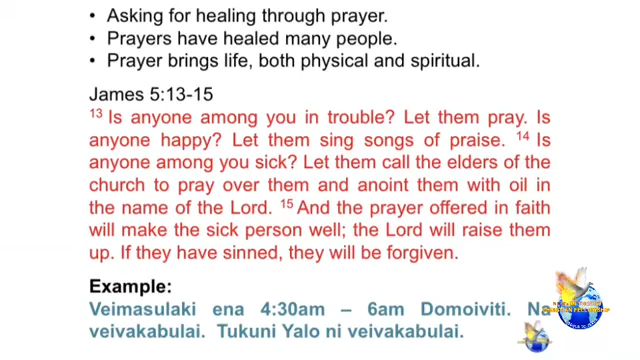 • Asking for healing through prayer.
• Prayers have healed many people.
• Prayer brings life, both physical and spiritual.
James 5:13-15
13 Is anyone among you in trouble? Let them pray. Is
anyone happy? Let them sing songs of praise. 14 Is
anyone among you sick? Let them call the elders of the
church to pray over them and anoint them with oil in
the name of the Lord. 15 And the prayer offered in faith
will make the sick person well; the Lord will raise them
up. If they have sinned, they will be forgiven.
Example:
Veimasulaki ena 4:30am – 6am Domoiviti. Na
veivakabulai. Tukuni Yalo ni veivakabulai.